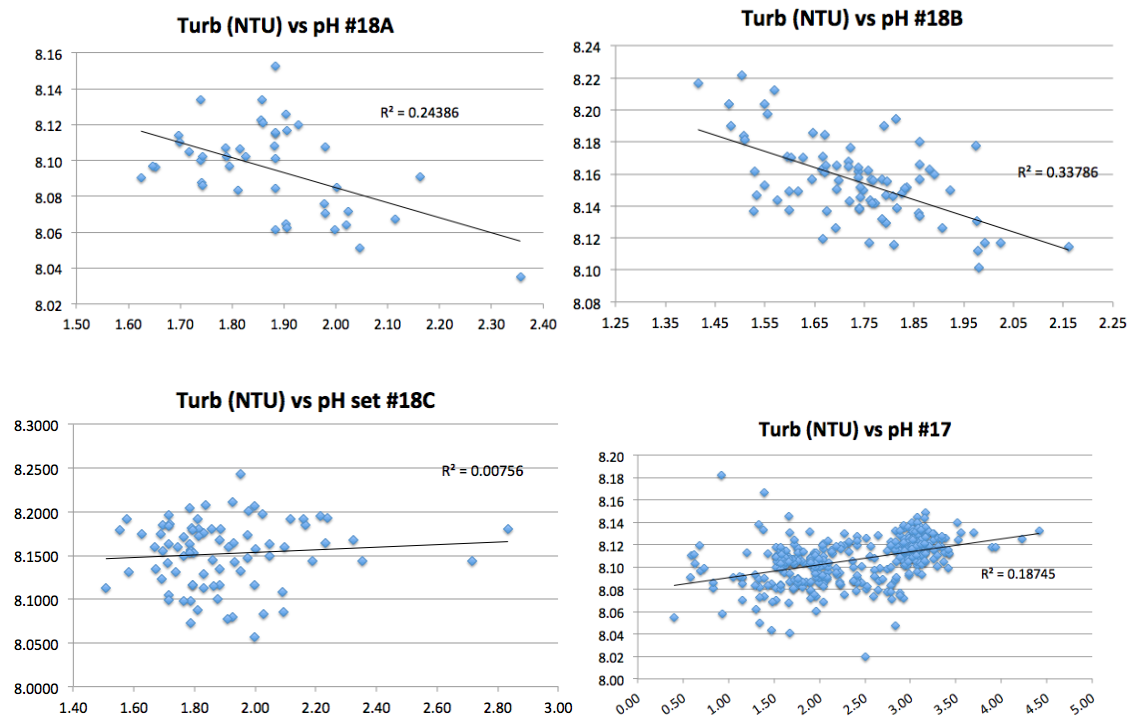 Turb (NTU) vs pH #18A
8.16
8.14
8.12
8.10
8.08
8.06
8.04
8.02
R² = 0.24386
1.50 1.60 1.70 1.80 1.90 2.00 2.10 2.20 2.30 2.40
Turb (NTU) vs pH #18B
8.24
8.22
8.20
8.18
8.16
8.14
8.12
8.10
8.08
R² = 0.33786
1.25 1.35 1.45 1.55 1.65 1.75 1.85 1.95 2.05 2.15 2.25
Turb (NTU) vs pH set #18C
8.3000
8.2500
8.2000
8.1500
8.1000
8.0500
8.0000
R² = 0.00756
1.40 1.60 1.80 2.00 2.20 2.40 2.60 2.80 3.00
Turb (NTU) vs pH #17
8.20
8.18
8.16
8.14
8.12
8.10
8.08
8.06
8.04
8.02
8.00
R² = 0.18745
0.00 0.50 1.00 1.50 2.00 2.50 3.00 3.50 4.00 4.50 5.00